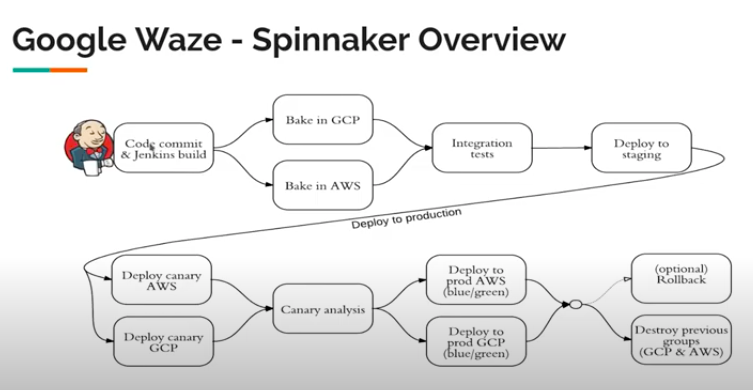 Google Waze - Spinnaker Overview
Code commit
& Jenkins build
Bake in GCP
Bake in AWS
Integration
tests
Deploy to
staging
Deploy to production
Deploy canary
AWS
Deploy canary
GCP
Canary analysis
Deploy to
prod AWS
(blue/green)
Deploy to
prod GCP
(blue/green)
(optional)
Rollback
Destroy previous
groups
(GCP & AWS)